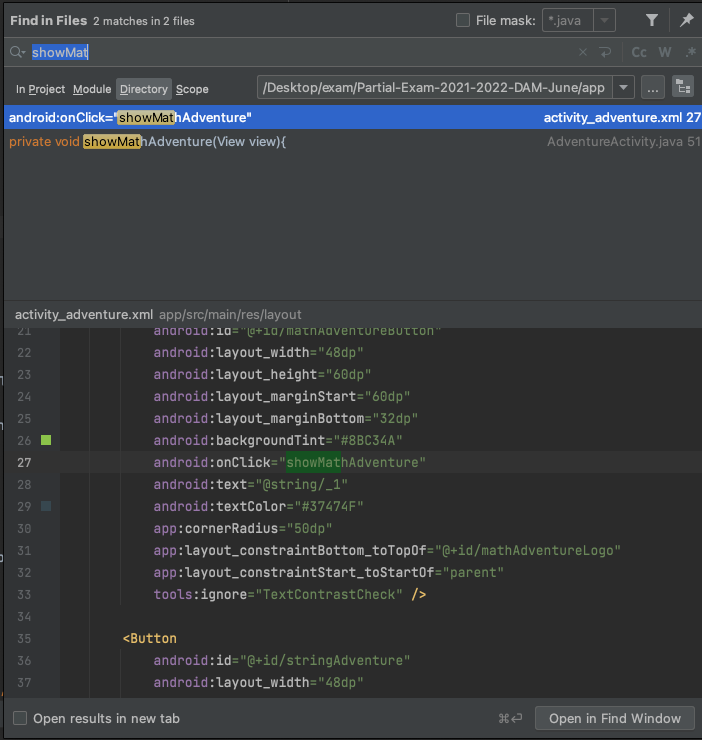 Find in Files 2 matches in 2 files
File mask: *.java
showMat
Cc W .*
In Project Module Directory Scope /Desktop/exam/Partial-Exam-2021-2022-DAM-June/app ...
android:onClick="showMathAdventure" activity_adventure.xml 27
private void showMathAdventure(View view){ AdventureActivity.java 51
activity_adventure.xml app/src/main/res/layout
21 android:id="@+id/mathAdventureButton"
22 android:layout_width="48dp"
23 android:layout_height="60dp"
24 android:layout_marginStart="60dp"
25 android:layout_marginBottom="32dp"
26 android:backgroundTint="#8BC34A"
27 android:onClick="showMathAdventure"
28 android:text="@string/_1"
29 android:textColor="#37474F"
30 app:cornerRadius="50dp"
31 app:layout_constraintBottom_toTopOf="@+id/mathAdventureLogo"
32 app:layout_constraintStart_toStartOf="parent"
33 tools:ignore="TextContrastCheck" />
34
35 <Button
36 android:id="@+id/stringAdventure"
37 android:layout_width="48dp"
Open results in new tab ⌘⏎ Open in Find Window